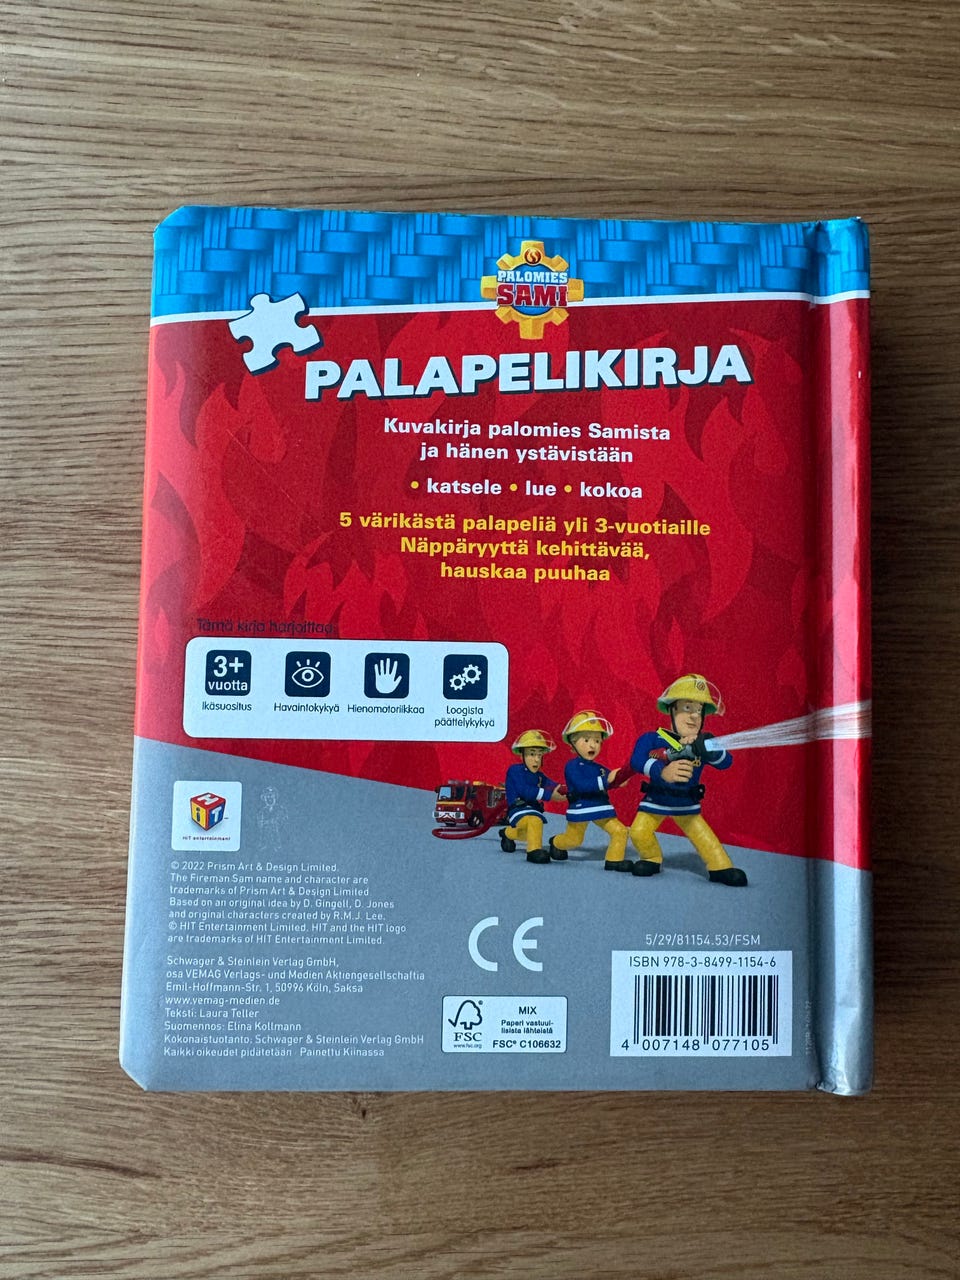 PALOMIES
SAMI
PALAPELIKIRJA
Kuvakirja palomies Samista
ja hänen ystävistään
• katsele • lue • kokoa
5 värikästä palapeliä yli 3-vuotiaille
Näppäryyttä kehittävää,
hauskaa puuhaa
Tämä kirja harjoittaa:
3+
vuotta
Ikäsuositus
Havaintokykyä
Hienomotoriikkaa
Loogista
päättelykykyä
HiT
HiT entertainment
© 2022 Prism Art & Design Limited.
The Fireman Sam name and character are
trademarks of Prism Art & Design Limited.
Based on an original idea by D. Gingell, D. Jones
and original characters created by R.M.J. Lee.
© HIT Entertainment Limited. HIT and the HIT logo
are trademarks of HIT Entertainment Limited.
Schwager & Steinlein Verlag GmbH,
osa VEMAG Verlags- und Medien Aktiengesellschaftia
Emil-Hoffmann-Str. 1, 50996 Köln, Saksa
www.vemag-medien.de
Teksti: Laura Teller
Suomennos: Elina Kollmann
Kokonaistuotanto: Schwager & Steinlein Verlag GmbH
Kaikki oikeudet pidätetään Painettu Kiinassa
CE
FSC
www.fsc.org
MIX
Paperi vastuul-
lisista lähteistä
FSC® C106632
5/29/81154.53/FSM
ISBN 978-3-8499-1154-6
4 007148 077105